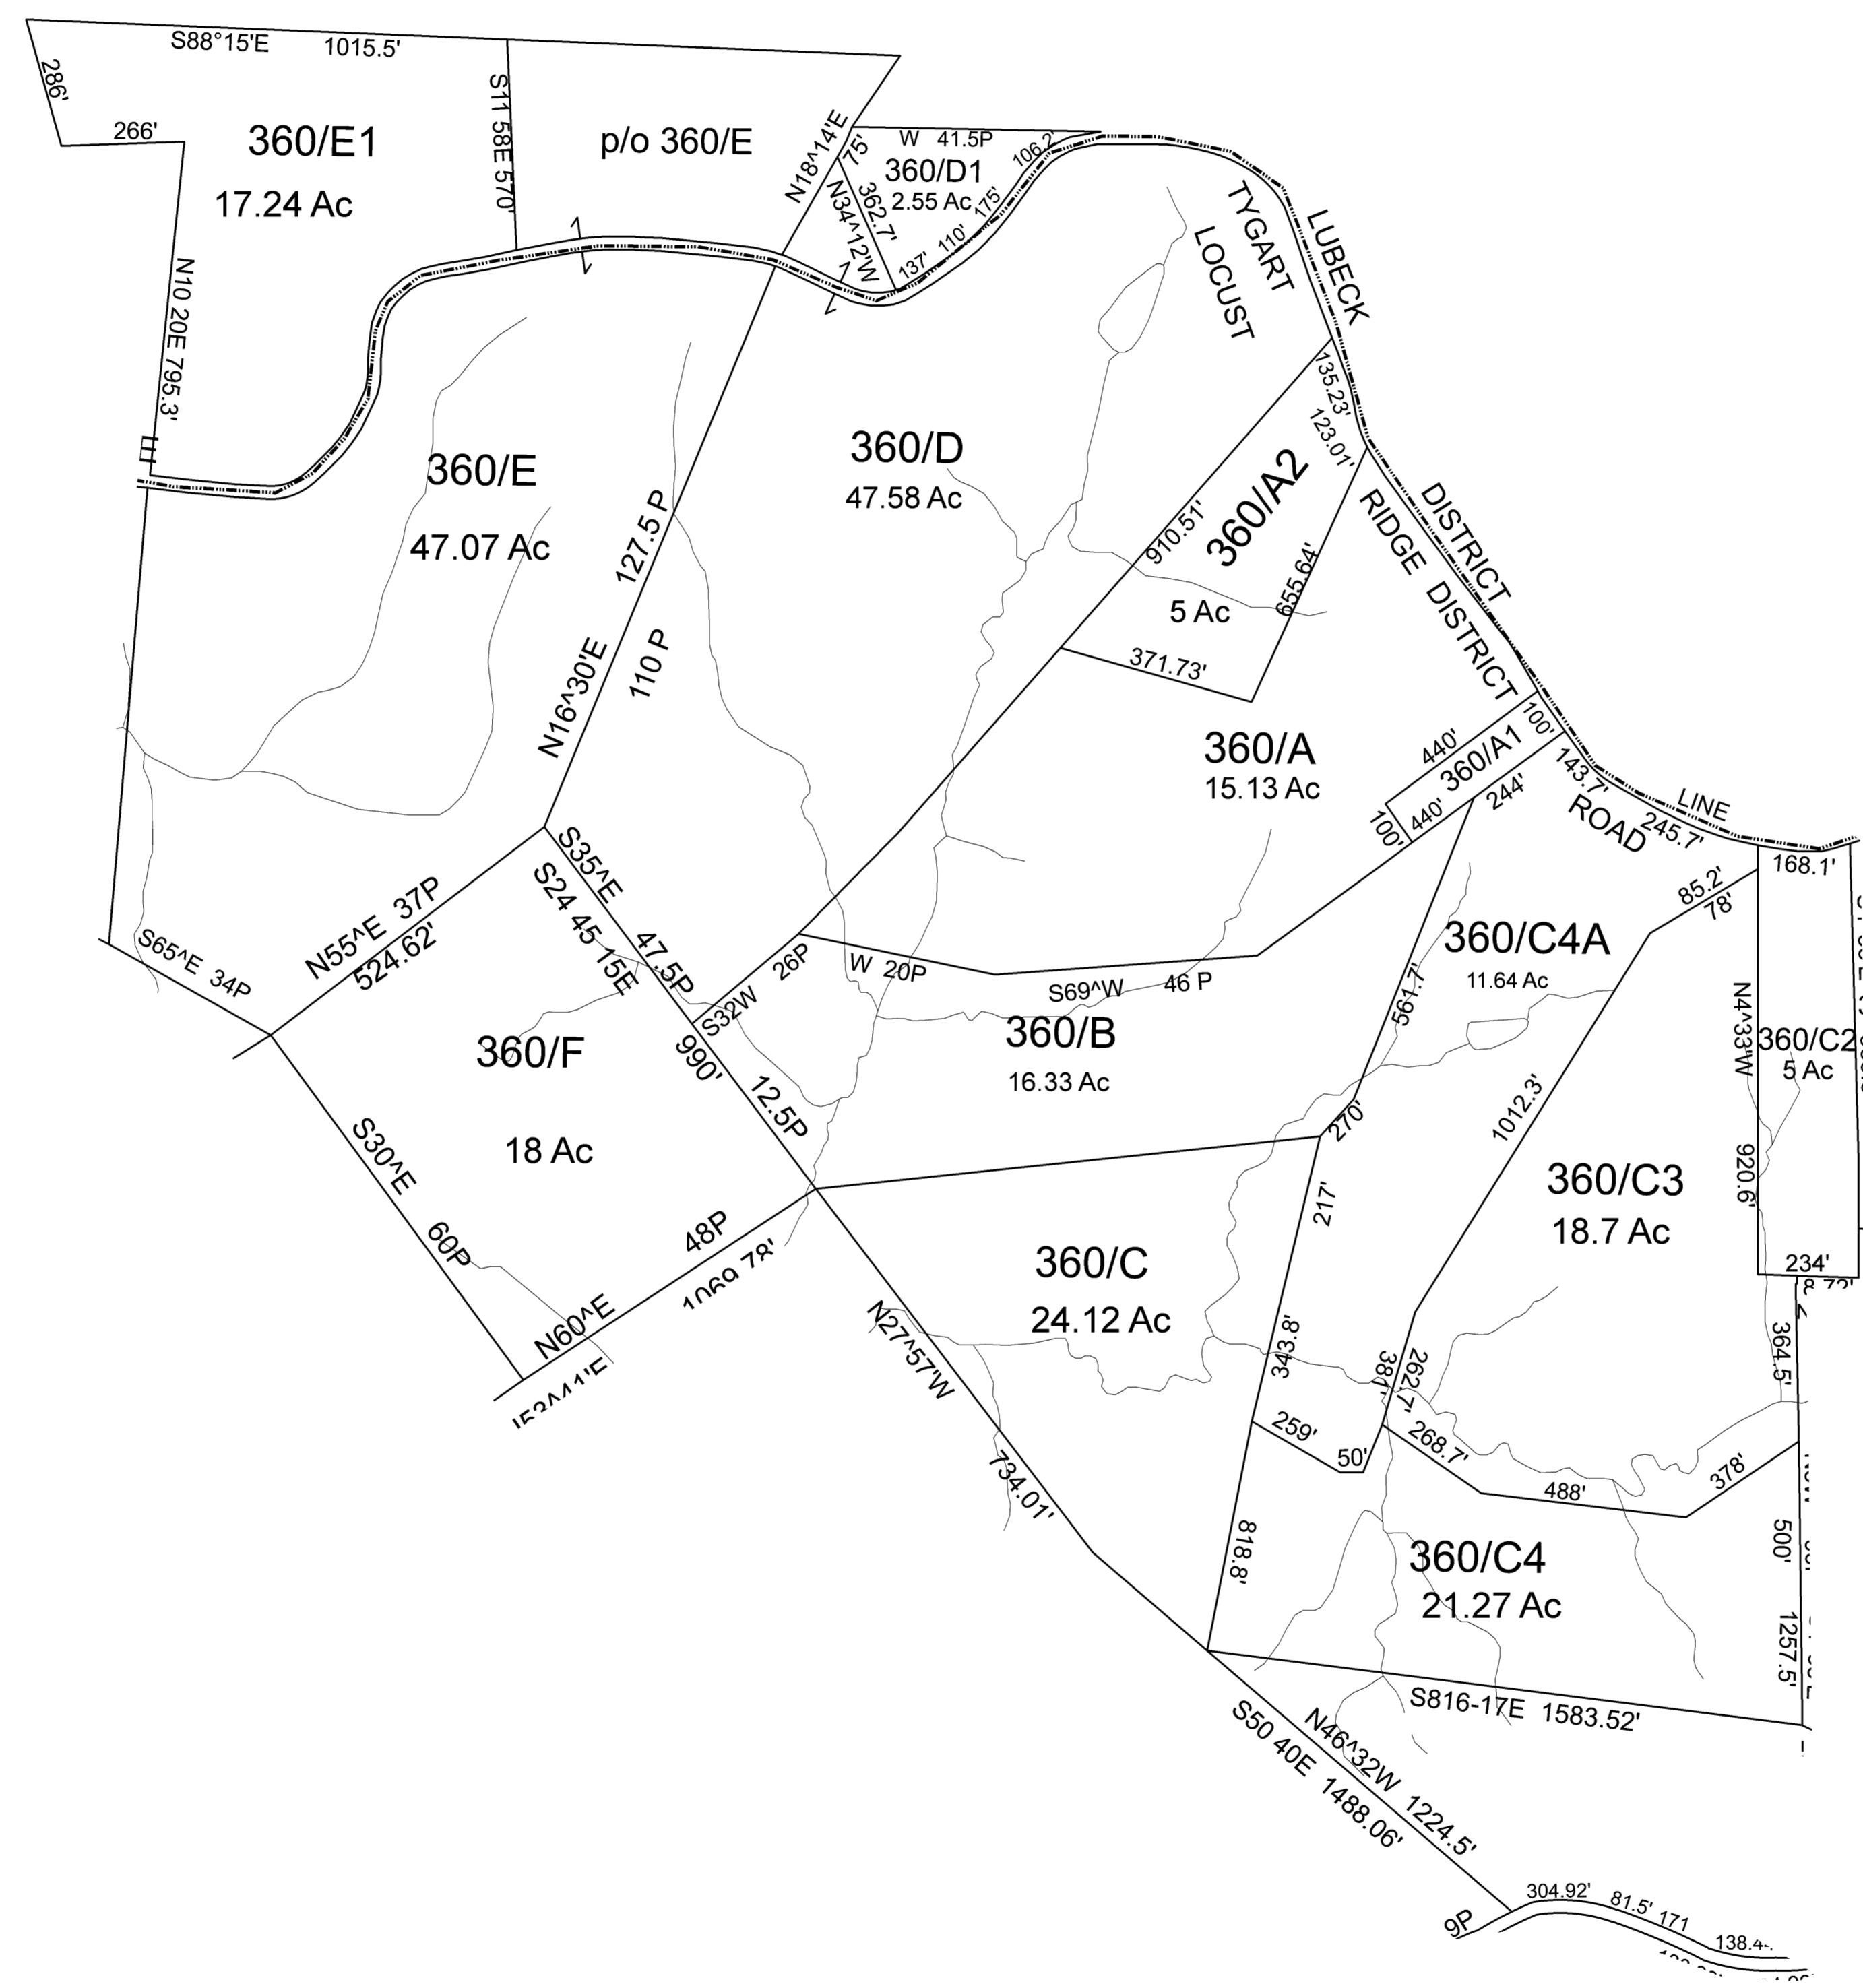 S88°15'E 1015.5'
286'
266'
360/E1
17.24 Ac
S11 58E 570'
p/o 360/E
N18^14'E
75'
W 41.5P
106.2'
360/D1
2.55 Ac
175'
110'
137'
362.7'
N34^12'W
N10 20E 795.3'
TYGART
LOCUST
LUBECK
135.23'
123.01'
360/E
47.07 Ac
360/D
47.58 Ac
127.5 P
110 P
N16^30'E
910.51'
360/A2
5 Ac
655.64'
371.73'
DISTRICT
RIDGE DISTRICT
360/A
15.13 Ac
440'
360/A1
100'
440'
100'
244'
143.7'
ROAD
LINE
245.7'
168.1'
85.2'
78'
N55^E 37P
524.62'
S65^E 34P
S35^E 47.5P
S24 45 15E
990'
12.5P
S32W 26P
W 20P
S69^W 46 P
360/B
16.33 Ac
360/C4A
11.64 Ac
561.7'
270'
1012.3'
N4^33'W
920.6'
360/C2
5 Ac
234'
360/F
18 Ac
S30^E
60P
N60^E
48P
1069 78'
360/C
24.12 Ac
N27^57'W
734.01'
217'
343.8'
360/C3
18.7 Ac
364.5'
381'
262.7'
259'
50'
268.7'
488'
378'
818.8'
360/C4
21.27 Ac
500'
1257.5'
S816-17E 1583.52'
N46^32W 1224.5'
S50 40E 1488.06'
9P
304.92'
81.5'
171